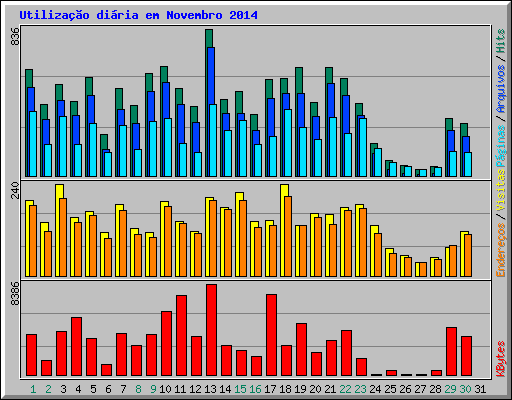 Utilização diária em Novembro 2014
836
240
8386
Endereços / Visitas Páginas / Arquivos / Hits
KBytes
1 2 3 4 5 6 7 8 9 10 11 12 13 14 15 16 17 18 19 20 21 22 23 24 25 26 27 28 29 30 31